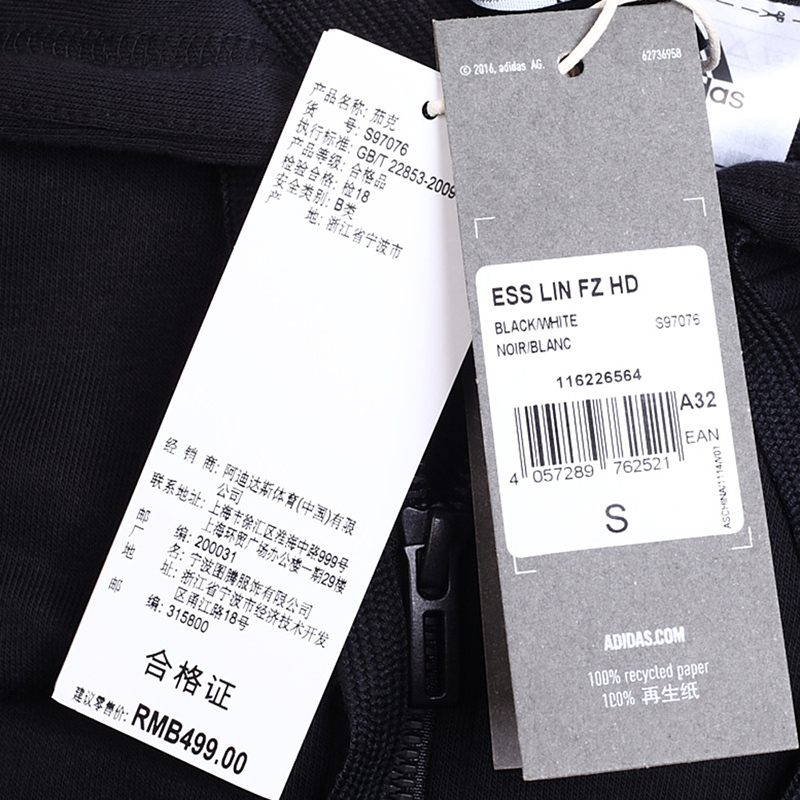 产品名称: 茄克
货 号: S97076
执行标准: GB/T 22853-2009
产品等级: 合格品
检验合格: 检18
安全类别: B类
产 地: 浙江省宁波市
经 销 商: 阿迪达斯体育(中国)有限
公司
联系地址: 上海市徐汇区淮海中路999号
上海环贸广场办公楼一期29楼
邮 编: 200031
厂 名: 宁波图腾服饰有限公司
地 址: 浙江省宁波市经济技术开发
区甬江路18号
邮 编: 315800
合格证
建议零售价: RMB499.00
© 2016, adidas AG.
62736958
ESS LIN FZ HD
BLACK/WHITE
S97076
NOIR/BLANC
116226564
A32
EAN
4 057289 762521
ASCHINA/1114/V01
S
ADIDAS.COM
100% recycled paper
100% 再生纸